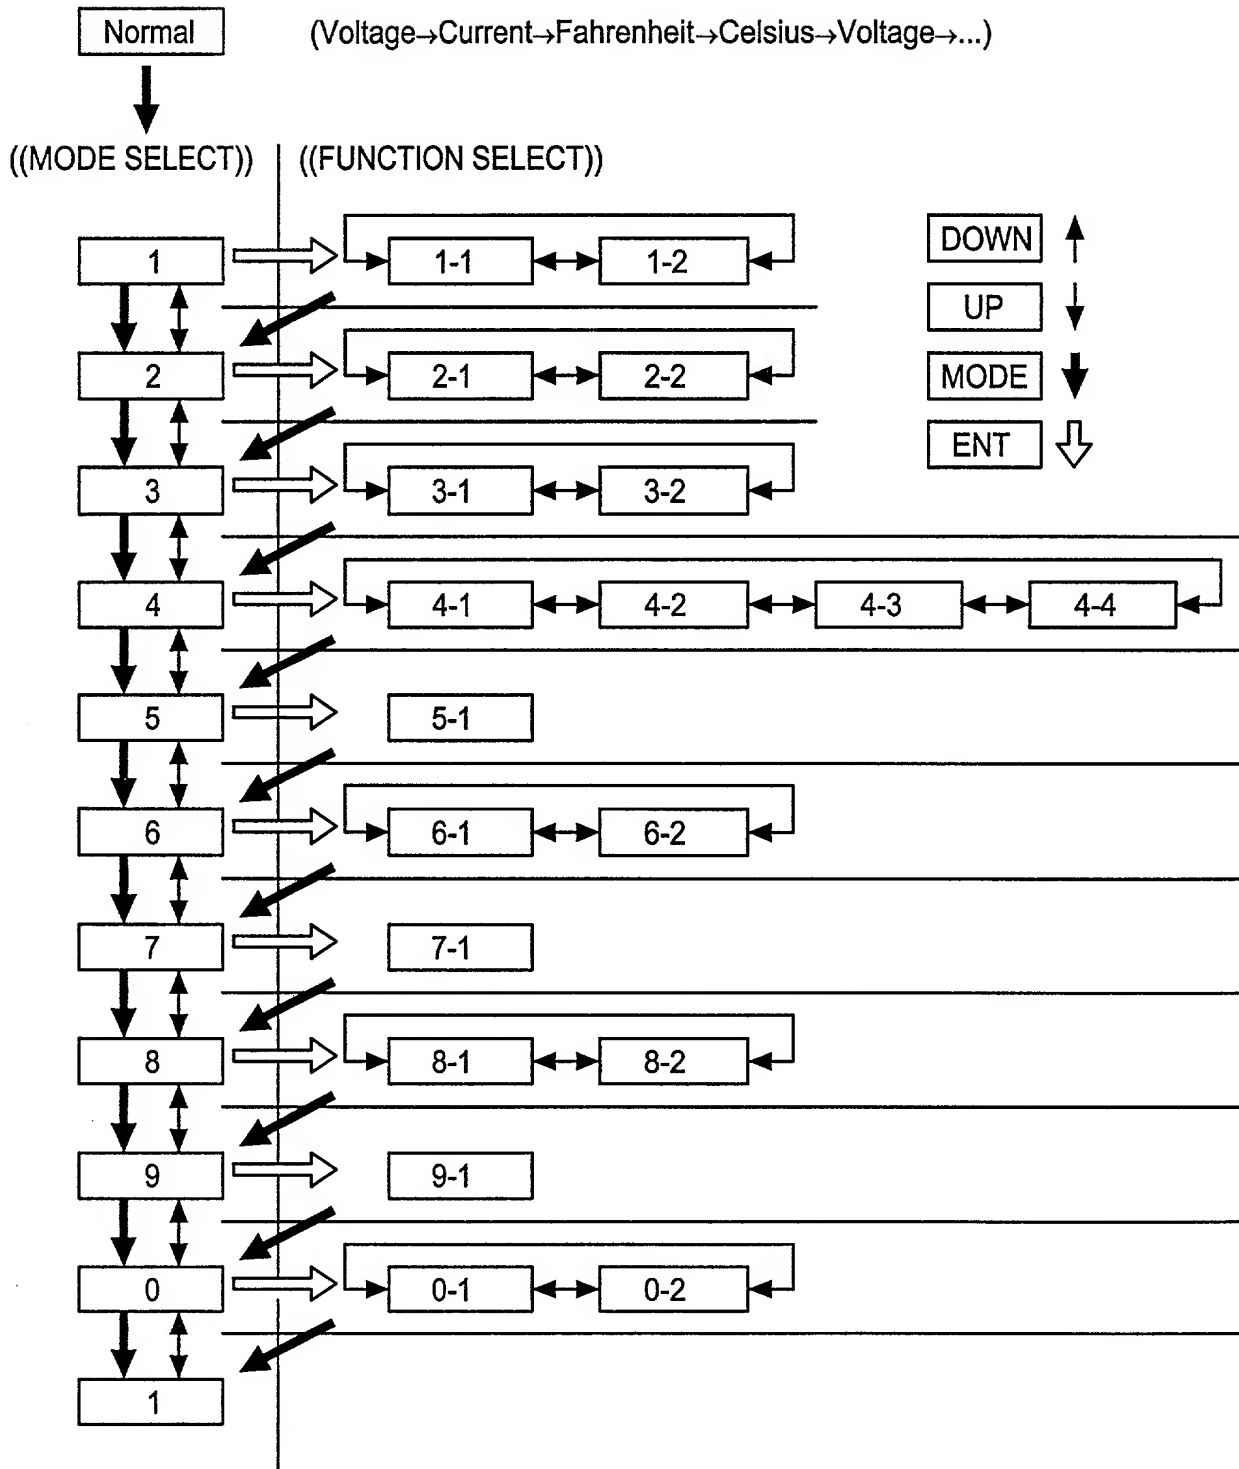 Normal (Voltage→Current→Fahrenheit→Celsius→Voltage→...)
((MODE SELECT)) ((FUNCTION SELECT))
DOWN
UP
MODE
ENT
1 1-1 1-2
2 2-1 2-2
3 3-1 3-2
4 4-1 4-2 4-3 4-4
5 5-1
6 6-1 6-2
7 7-1
8 8-1 8-2
9 9-1
0 0-1 0-2
1